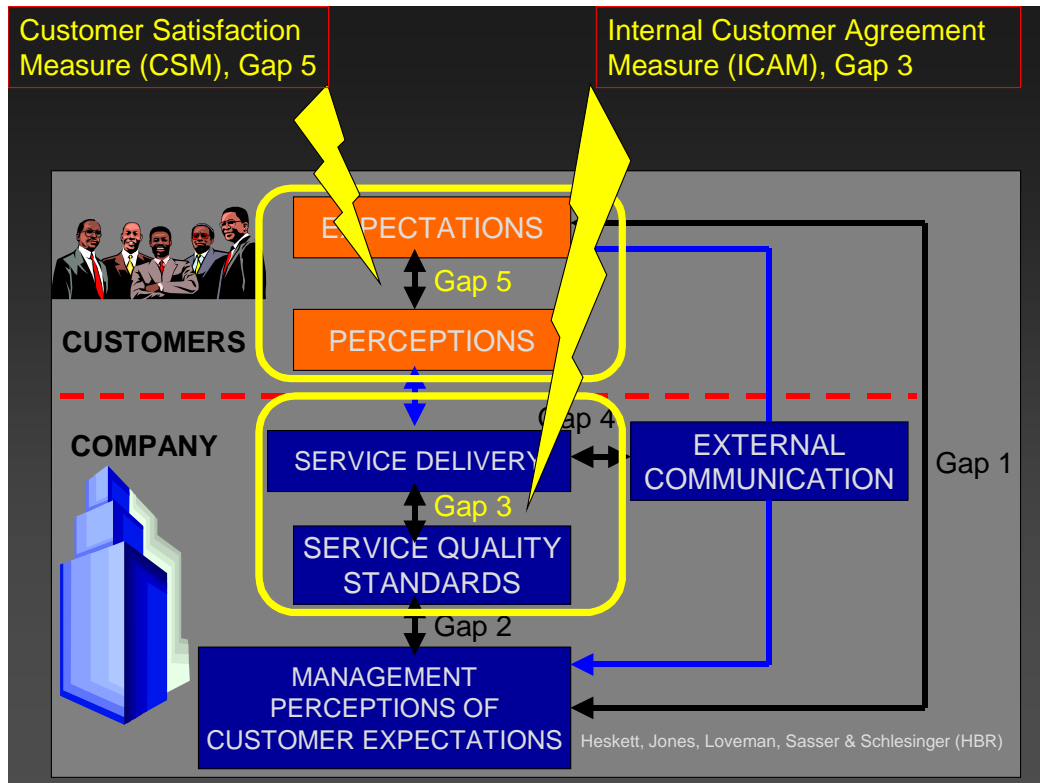 Customer Satisfaction
Measure (CSM), Gap 5
Internal Customer Agreement
Measure (ICAM), Gap 3
EXPECTATIONS
Gap 5
PERCEPTIONS
CUSTOMERS
COMPANY
Gap 4
SERVICE DELIVERY
EXTERNAL
COMMUNICATION
Gap 1
Gap 3
SERVICE QUALITY
STANDARDS
Gap 2
MANAGEMENT
PERCEPTIONS OF
CUSTOMER EXPECTATIONS
Heskett, Jones, Loveman, Sasser & Schlesinger (HBR)